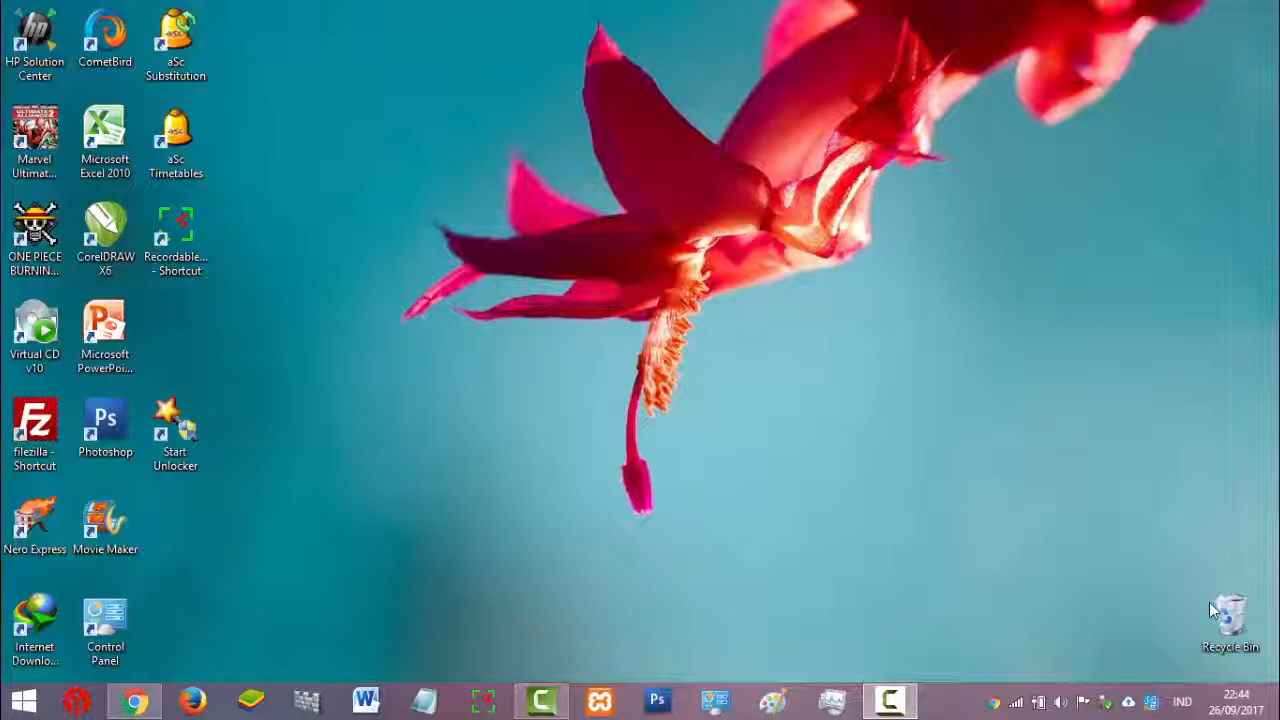 HP Solution
Center
CometBird
aSc
Substitution
Marvel
Ultimat...
Microsoft
Excel 2010
aSc
Timetables
ONE PIECE
BURNIN...
CorelDRAW
X6
Recordable...
- Shortcut
Virtual CD
v10
Microsoft
PowerPoi...
filezilla -
Shortcut
Photoshop
Start
Unlocker
Nero Express
Movie Maker
Internet
Downlo...
Control
Panel
Recycle Bin
IND
22:44
26/09/2017